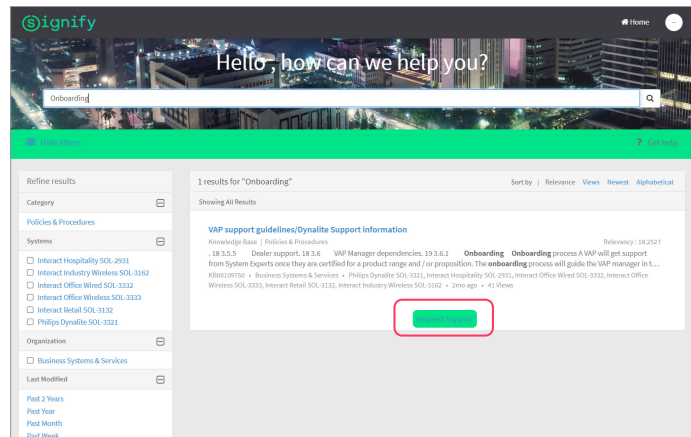 Signify
Home
Hello , how can we help you?
Onboarding
Hide filters
? Get help
Refine results
Category
Policies & Procedures
Systems
Interact Hospitality SOL-2931
Interact Industry Wireless SOL-3162
Interact Office Wired SOL-3332
Interact Office Wireless SOL-3333
Interact Retail SOL-3132
Philips Dynalite SOL-3321
Organization
Business Systems & Services
Last Modified
Past 2 Years
Past Year
Past Month
Past Week
1 results for "Onboarding"
Sort by | Relevance Views Newest Alphabetical
Showing All Results
VAP support guidelines/Dynalite Support information
Knowledge Base | Policies & Procedures Relevancy : 18.2527
. 18 3.5.5 Dealer support. 18 3.6 VAP Manager dependencies. 19 3.6.1 Onboarding Onboarding process A VAP will get support
from System Experts once they are certified for a product range and / or proposition. The onboarding process will guide the VAP manager in t...
KB00109750 • Business Systems & Services • Philips Dynalite SOL-3321, Interact Hospitality SOL-2931, Interact Office Wired SOL-3332, Interact Office
Wireless SOL-3333, Interact Retail SOL-3132, Interact Industry Wireless SOL-3162 • 2mo ago • 41 Views
Request Support